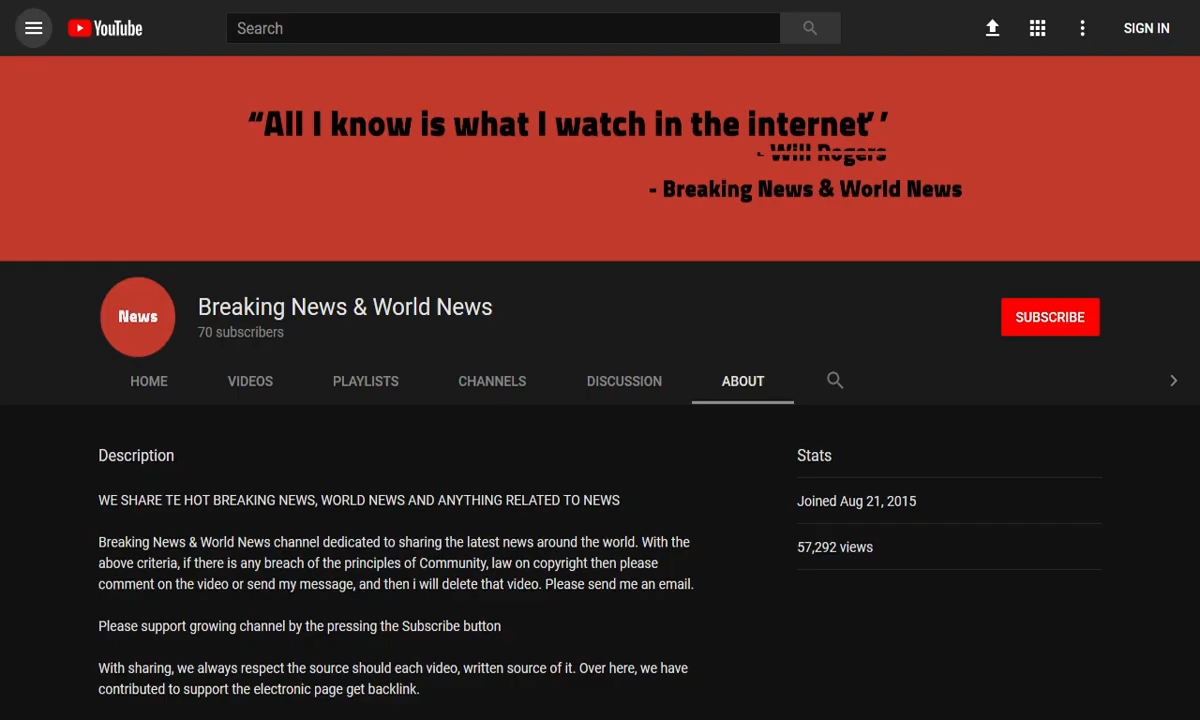 YouTube
Search
SIGN IN
“All I know is what I watch in the internet’’
- Will Rogers
- Breaking News & World News
News
Breaking News & World News
70 subscribers
SUBSCRIBE
HOME VIDEOS PLAYLISTS CHANNELS DISCUSSION ABOUT
Description
WE SHARE TE HOT BREAKING NEWS, WORLD NEWS AND ANYTHING RELATED TO NEWS
Breaking News & World News channel dedicated to sharing the latest news around the world. With the
above criteria, if there is any breach of the principles of Community, law on copyright then please
comment on the video or send my message, and then i will delete that video. Please send me an email.
Please support growing channel by the pressing the Subscribe button
With sharing, we always respect the source should each video, written source of it. Over here, we have
contributed to support the electronic page get backlink.
Stats
Joined Aug 21, 2015
57,292 views